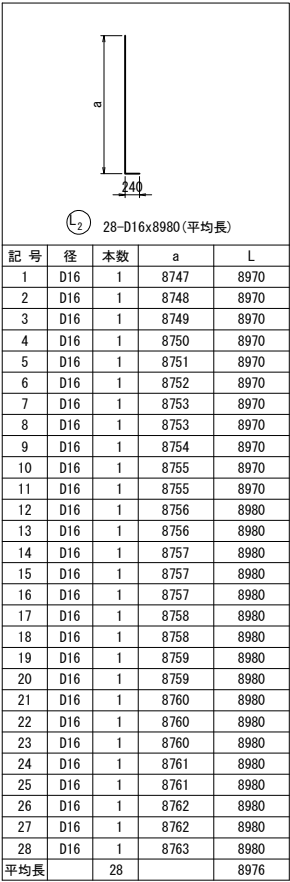 a
240
L2 28-D16x8980(平均長)
記 号 径 本数 a L
1 D16 1 8747 8970
2 D16 1 8748 8970
3 D16 1 8749 8970
4 D16 1 8750 8970
5 D16 1 8751 8970
6 D16 1 8752 8970
7 D16 1 8753 8970
8 D16 1 8753 8970
9 D16 1 8754 8970
10 D16 1 8755 8970
11 D16 1 8755 8970
12 D16 1 8756 8980
13 D16 1 8756 8980
14 D16 1 8757 8980
15 D16 1 8757 8980
16 D16 1 8757 8980
17 D16 1 8758 8980
18 D16 1 8758 8980
19 D16 1 8759 8980
20 D16 1 8759 8980
21 D16 1 8760 8980
22 D16 1 8760 8980
23 D16 1 8760 8980
24 D16 1 8761 8980
25 D16 1 8761 8980
26 D16 1 8762 8980
27 D16 1 8762 8980
28 D16 1 8763 8980
平均長 28 8976